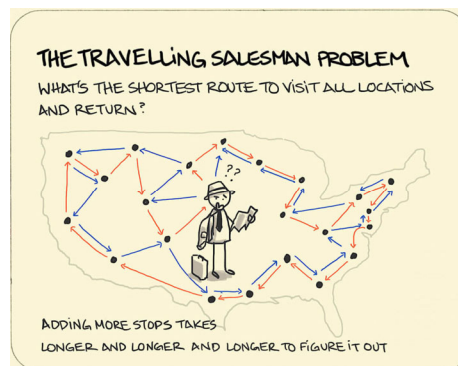 THE TRAVELLING SALESMAN PROBLEM
WHAT'S THE SHORTEST ROUTE TO VISIT ALL LOCATIONS
AND RETURN?
??
ADDING MORE STOPS TAKES
LONGER AND LONGER AND LONGER TO FIGURE IT OUT